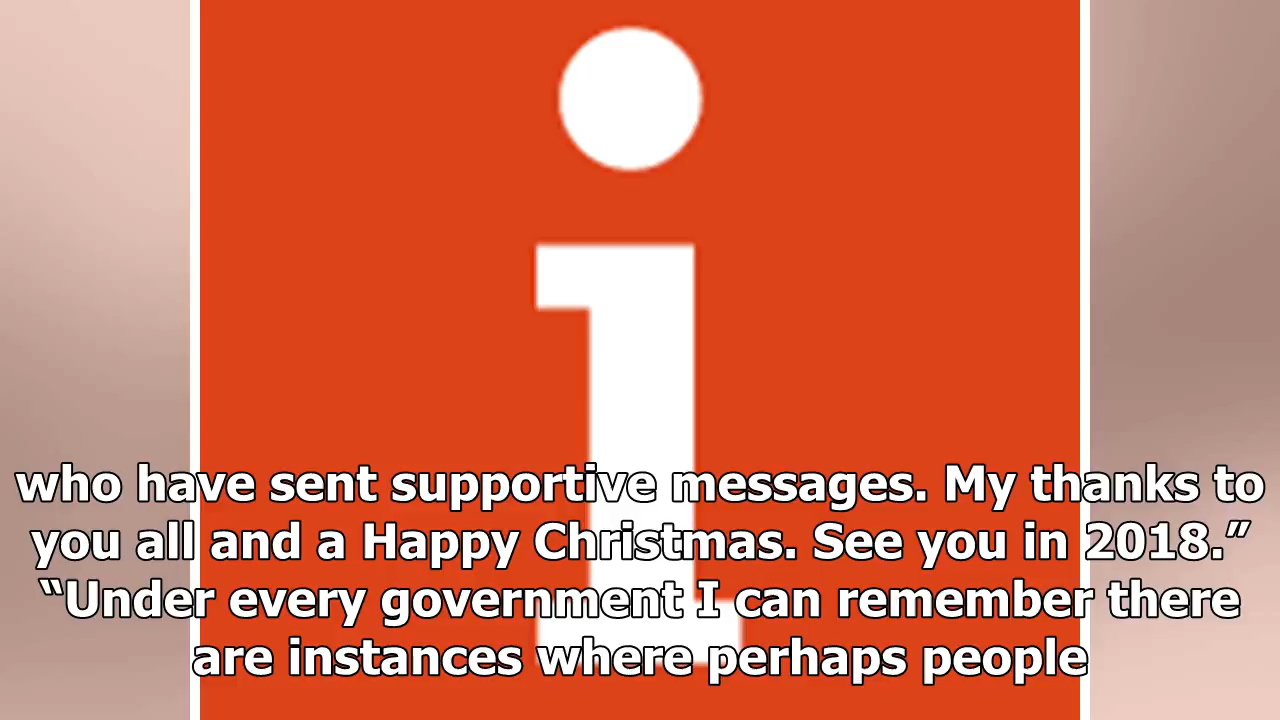 i
who have sent supportive messages. My thanks to
you all and a Happy Christmas. See you in 2018.”
“Under every government I can remember there
are instances where perhaps people